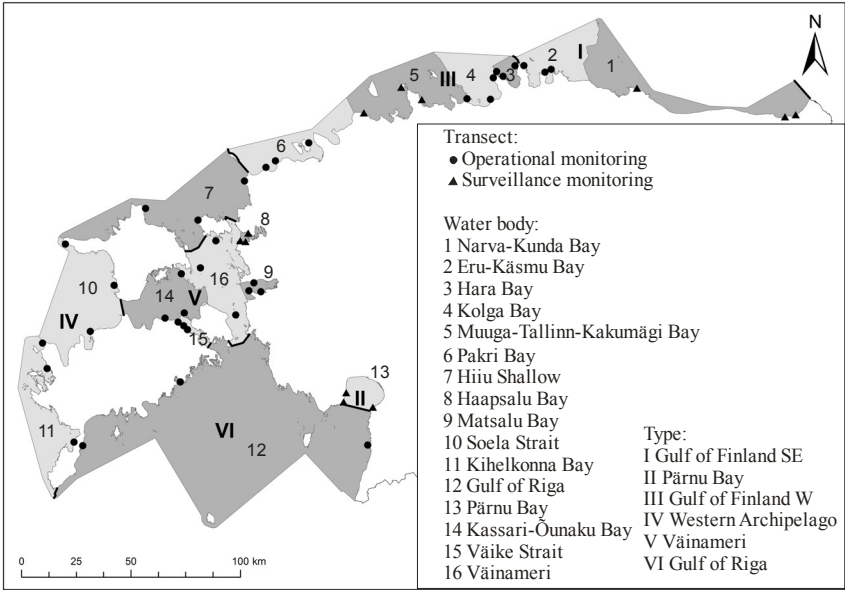 N
I
2
1
III
5
4
3
6
7
8
16
9
10
14
V
IV
15
13
II
VI
11
12
0 25 50 100 km
Transect:
● Operational monitoring
▲ Surveillance monitoring
Water body:
1 Narva-Kunda Bay
2 Eru-Käsmu Bay
3 Hara Bay
4 Kolga Bay
5 Muuga-Tallinn-Kakumägi Bay
6 Pakri Bay
7 Hiiu Shallow
8 Haapsalu Bay
9 Matsalu Bay
10 Soela Strait
11 Kihelkonna Bay
12 Gulf of Riga
13 Pärnu Bay
14 Kassari-Õunaku Bay
15 Väike Strait
16 Väinameri
Type:
I Gulf of Finland SE
II Pärnu Bay
III Gulf of Finland W
IV Western Archipelago
V Väinameri
VI Gulf of Riga